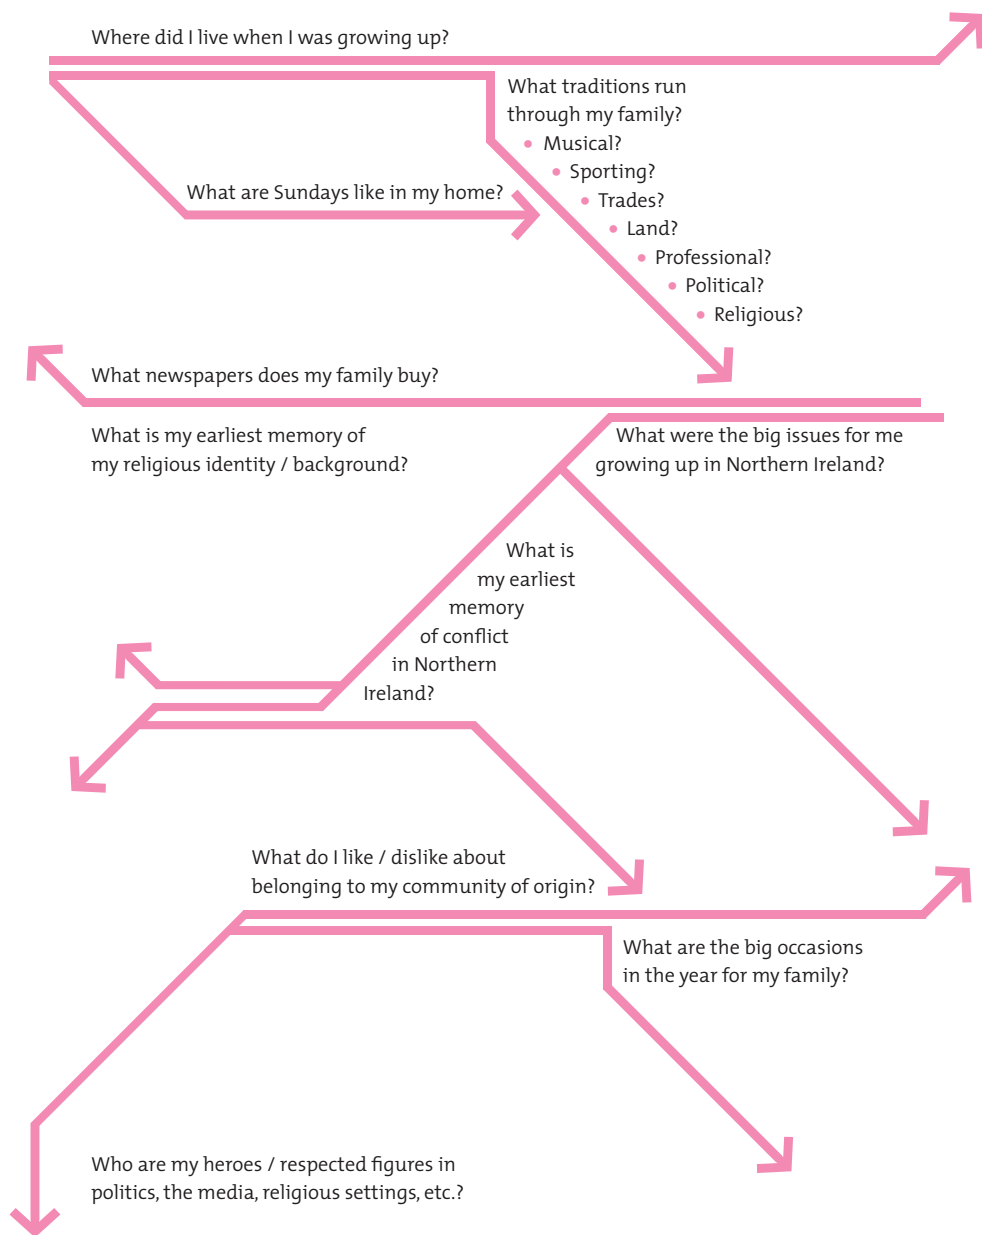 Where did I live when I was growing up?
What traditions run
through my family?
• Musical?
• Sporting?
• Trades?
• Land?
• Professional?
• Political?
• Religious?
What are Sundays like in my home?
What newspapers does my family buy?
What is my earliest memory of
my religious identity / background?
What were the big issues for me
growing up in Northern Ireland?
What is
my earliest
memory
of conflict
in Northern
Ireland?
What do I like / dislike about
belonging to my community of origin?
What are the big occasions
in the year for my family?
Who are my heroes / respected figures in
politics, the media, religious settings, etc.?